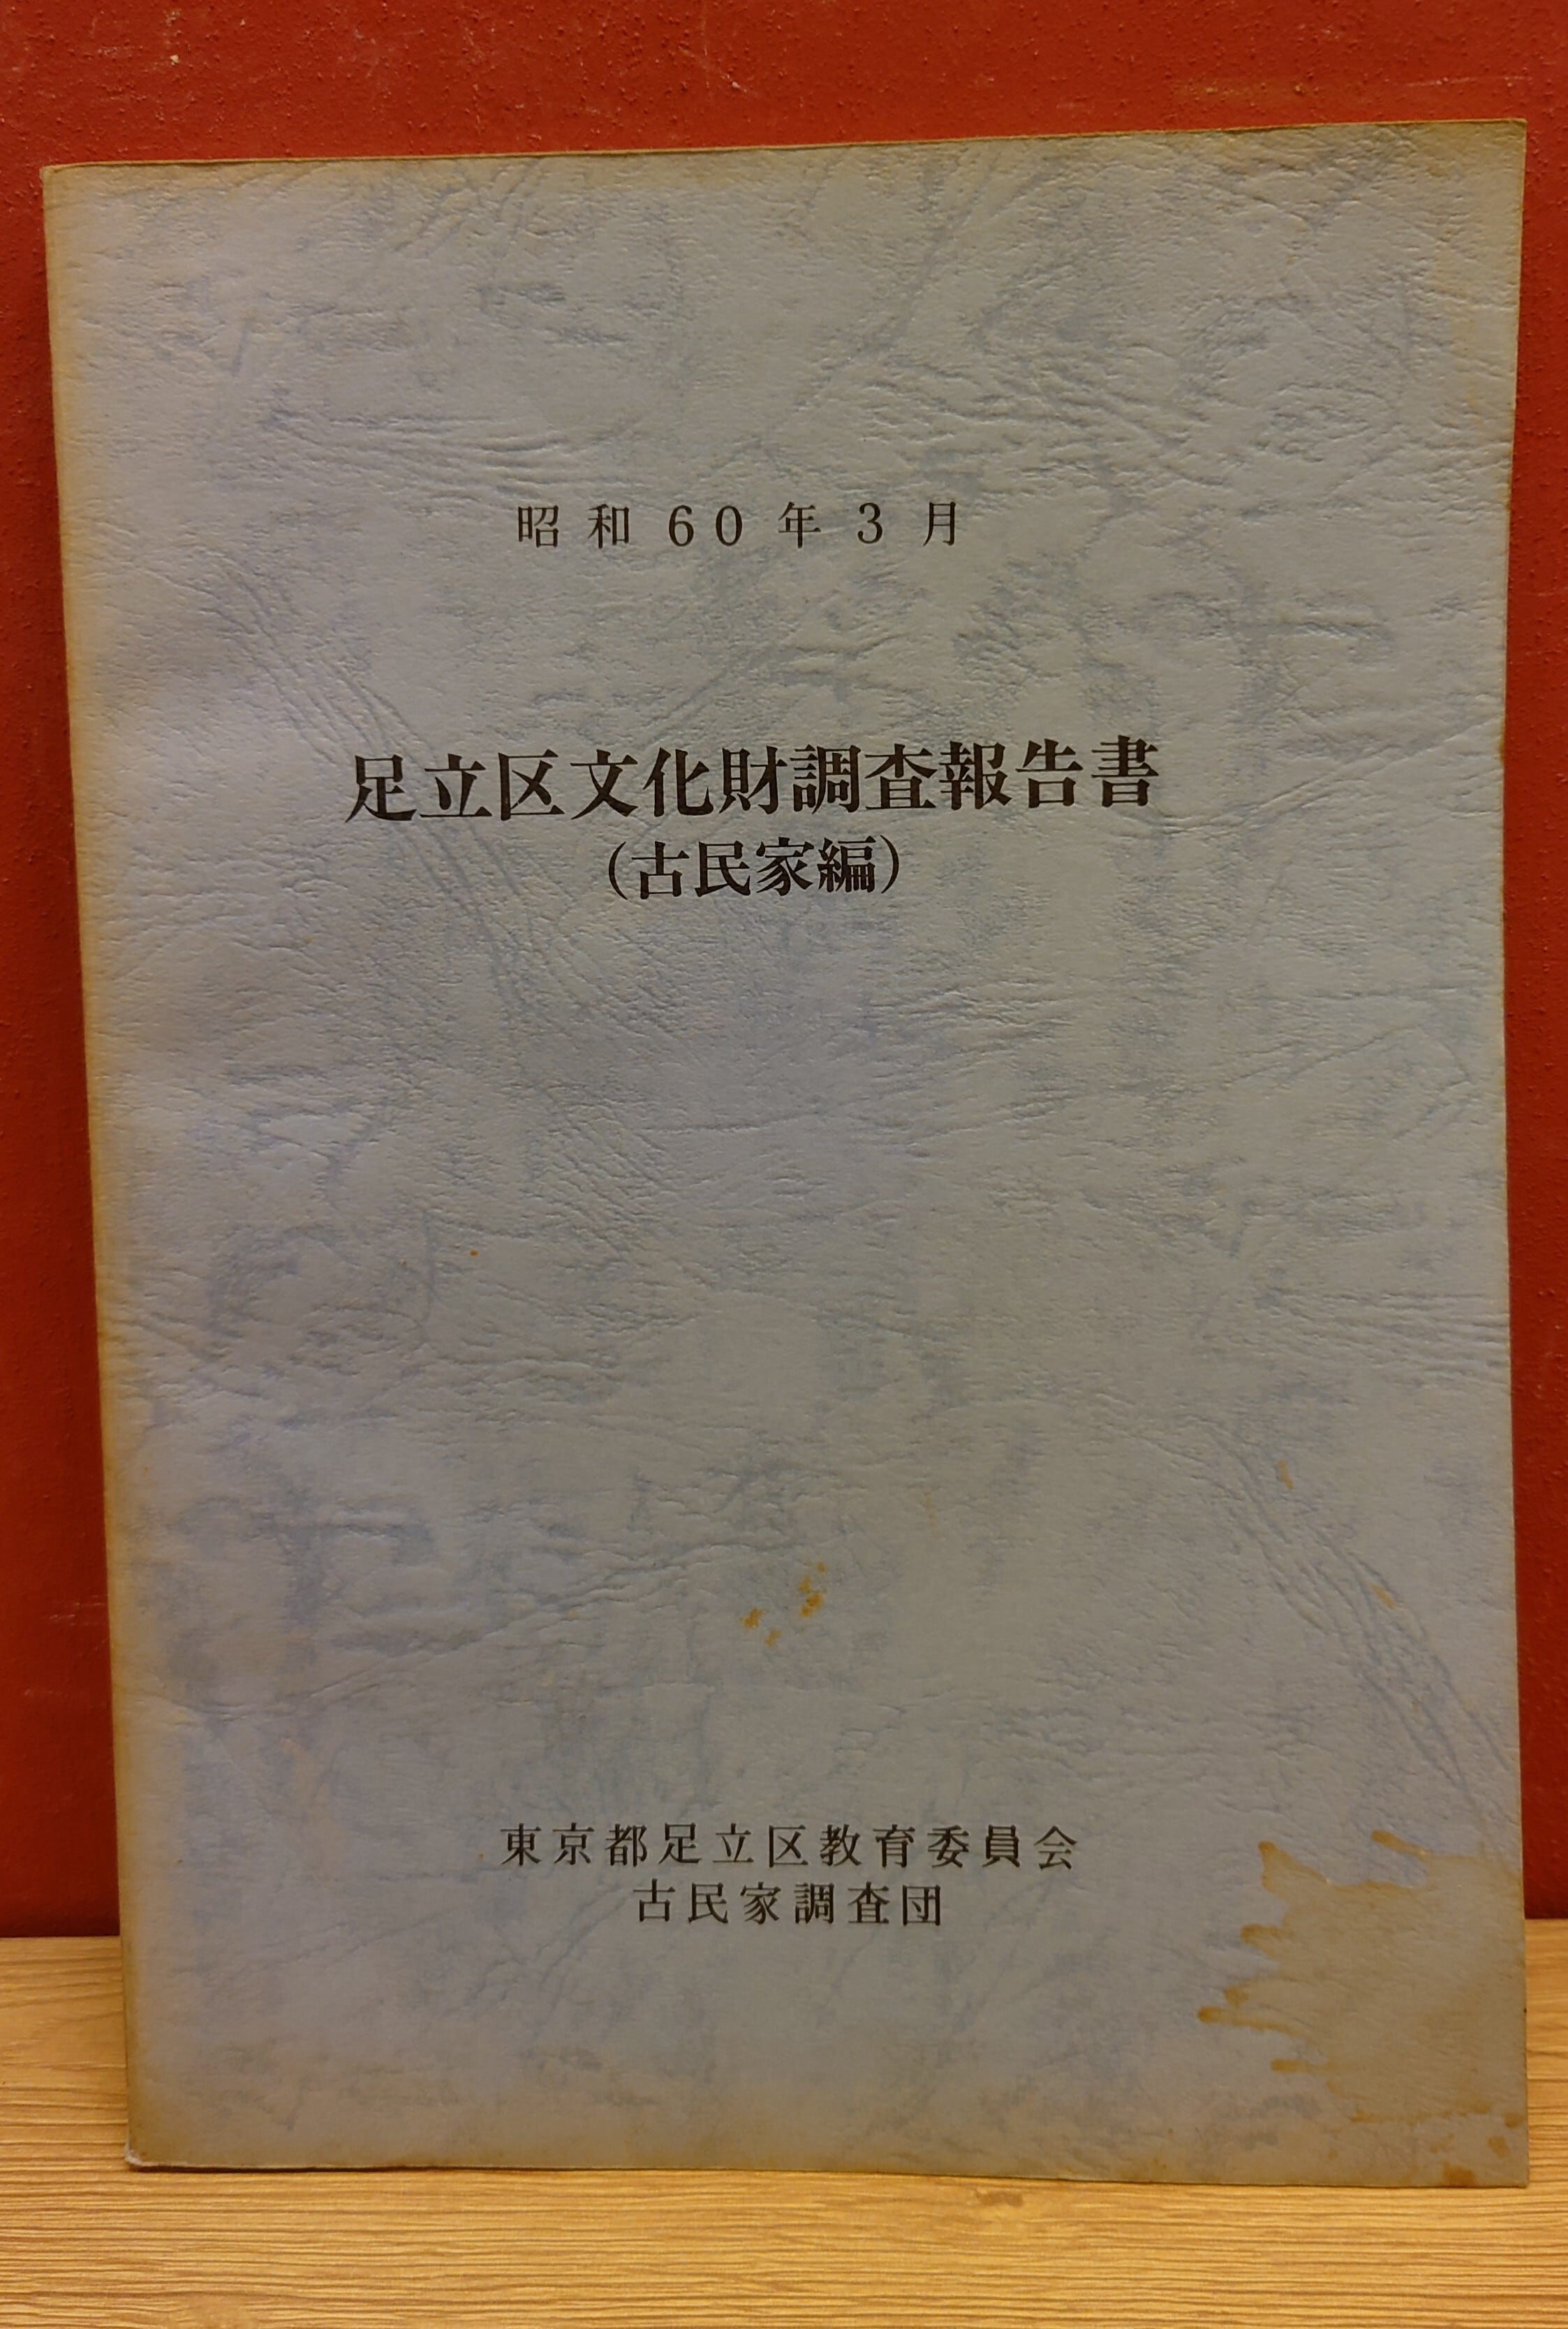 昭和60年3月
足立区文化財調査報告書
(古民家編)
東京都足立区教育委員会
古民家調査団